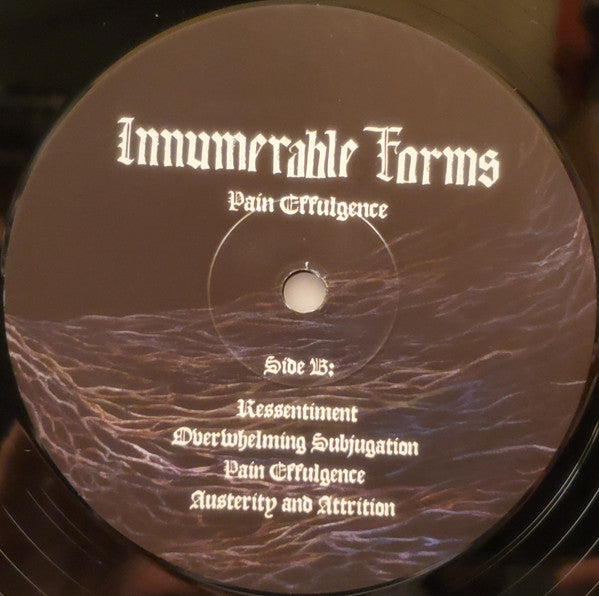 Innumerable Forms
Pain Effulgence
Side B:
Ressentiment
Overwhelming Subjugation
Pain Effulgence
Austerity and Attrition